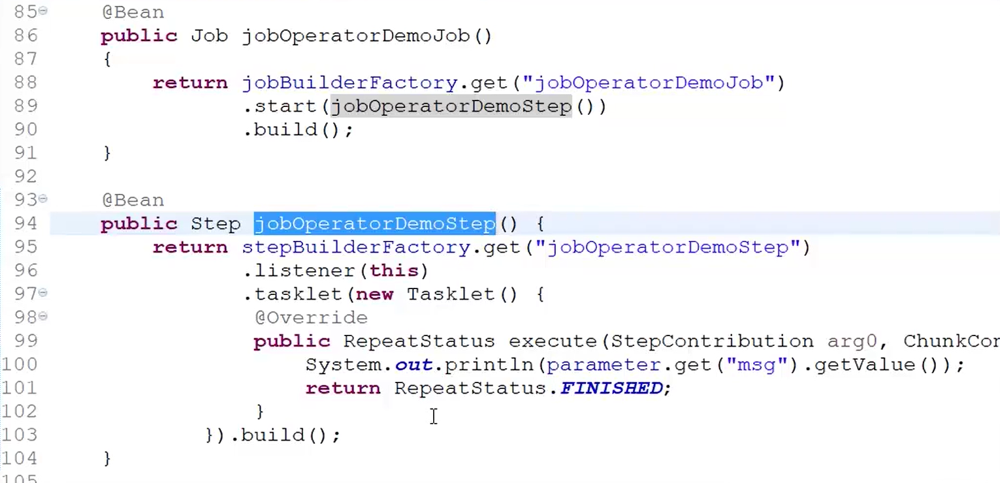 85 @Bean
86 public Job jobOperatorDemoJob()
87 {
88 return jobBuilderFactory.get("jobOperatorDemoJob")
89 .start(jobOperatorDemoStep())
90 .build();
91 }
92
93 @Bean
94 public Step jobOperatorDemoStep() {
95 return stepBuilderFactory.get("jobOperatorDemoStep")
96 .listener(this)
97 .tasklet(new Tasklet() {
98 @Override
99 public RepeatStatus execute(StepContribution arg0, ChunkCon
100 System.out.println(parameter.get("msg").getValue());
101 return RepeatStatus.FINISHED;
102 }
103 }).build();
104 }
105